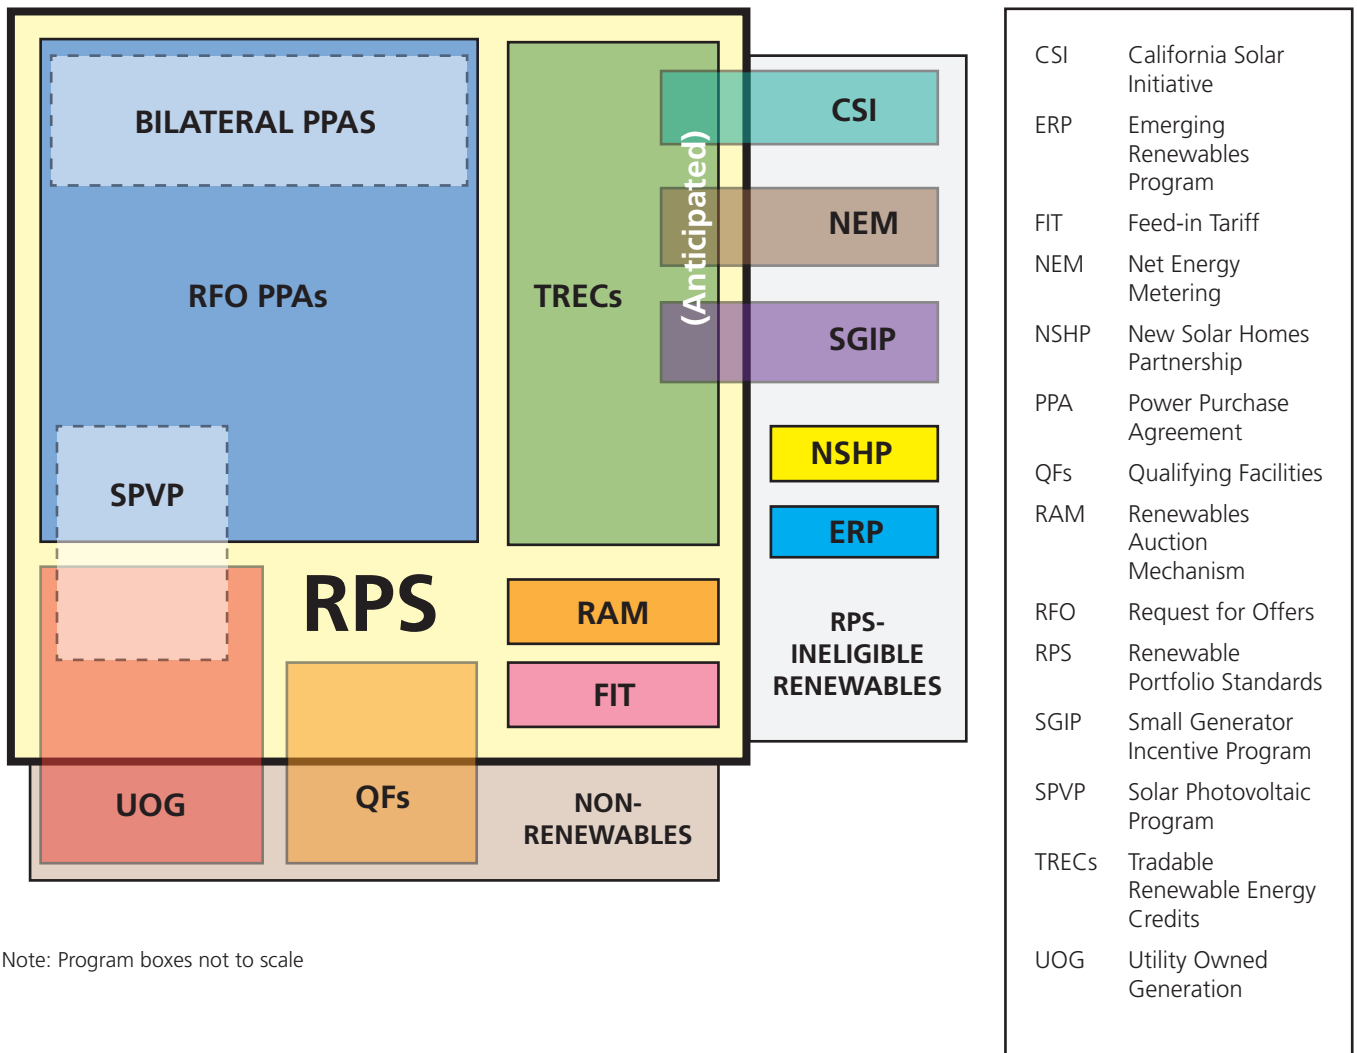 BILATERAL PPAS
RFO PPAs
SPVP
RPS
TRECs
(Anticipated)
CSI
NEM
SGIP
NSHP
ERP
RAM
FIT
RPS-
INELIGIBLE
RENEWABLES
UOG
QFs
NON-
RENEWABLES
Note: Program boxes not to scale
CSI California Solar
Initiative
ERP Emerging
Renewables
Program
FIT Feed-in Tariff
NEM Net Energy
Metering
NSHP New Solar Homes
Partnership
PPA Power Purchase
Agreement
QFs Qualifying Facilities
RAM Renewables
Auction
Mechanism
RFO Request for Offers
RPS Renewable
Portfolio Standards
SGIP Small Generator
Incentive Program
SPVP Solar Photovoltaic
Program
TRECs Tradable
Renewable Energy
Credits
UOG Utility Owned
Generation